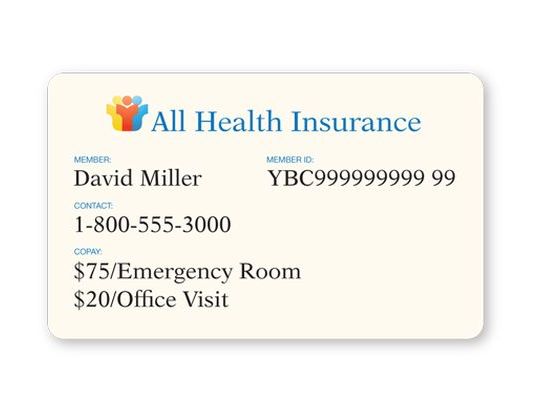 All Health Insurance
MEMBER: MEMBER ID:
David Miller YBC999999999 99
CONTACT:
1-800-555-3000
COPAY:
$75/Emergency Room
$20/Office Visit